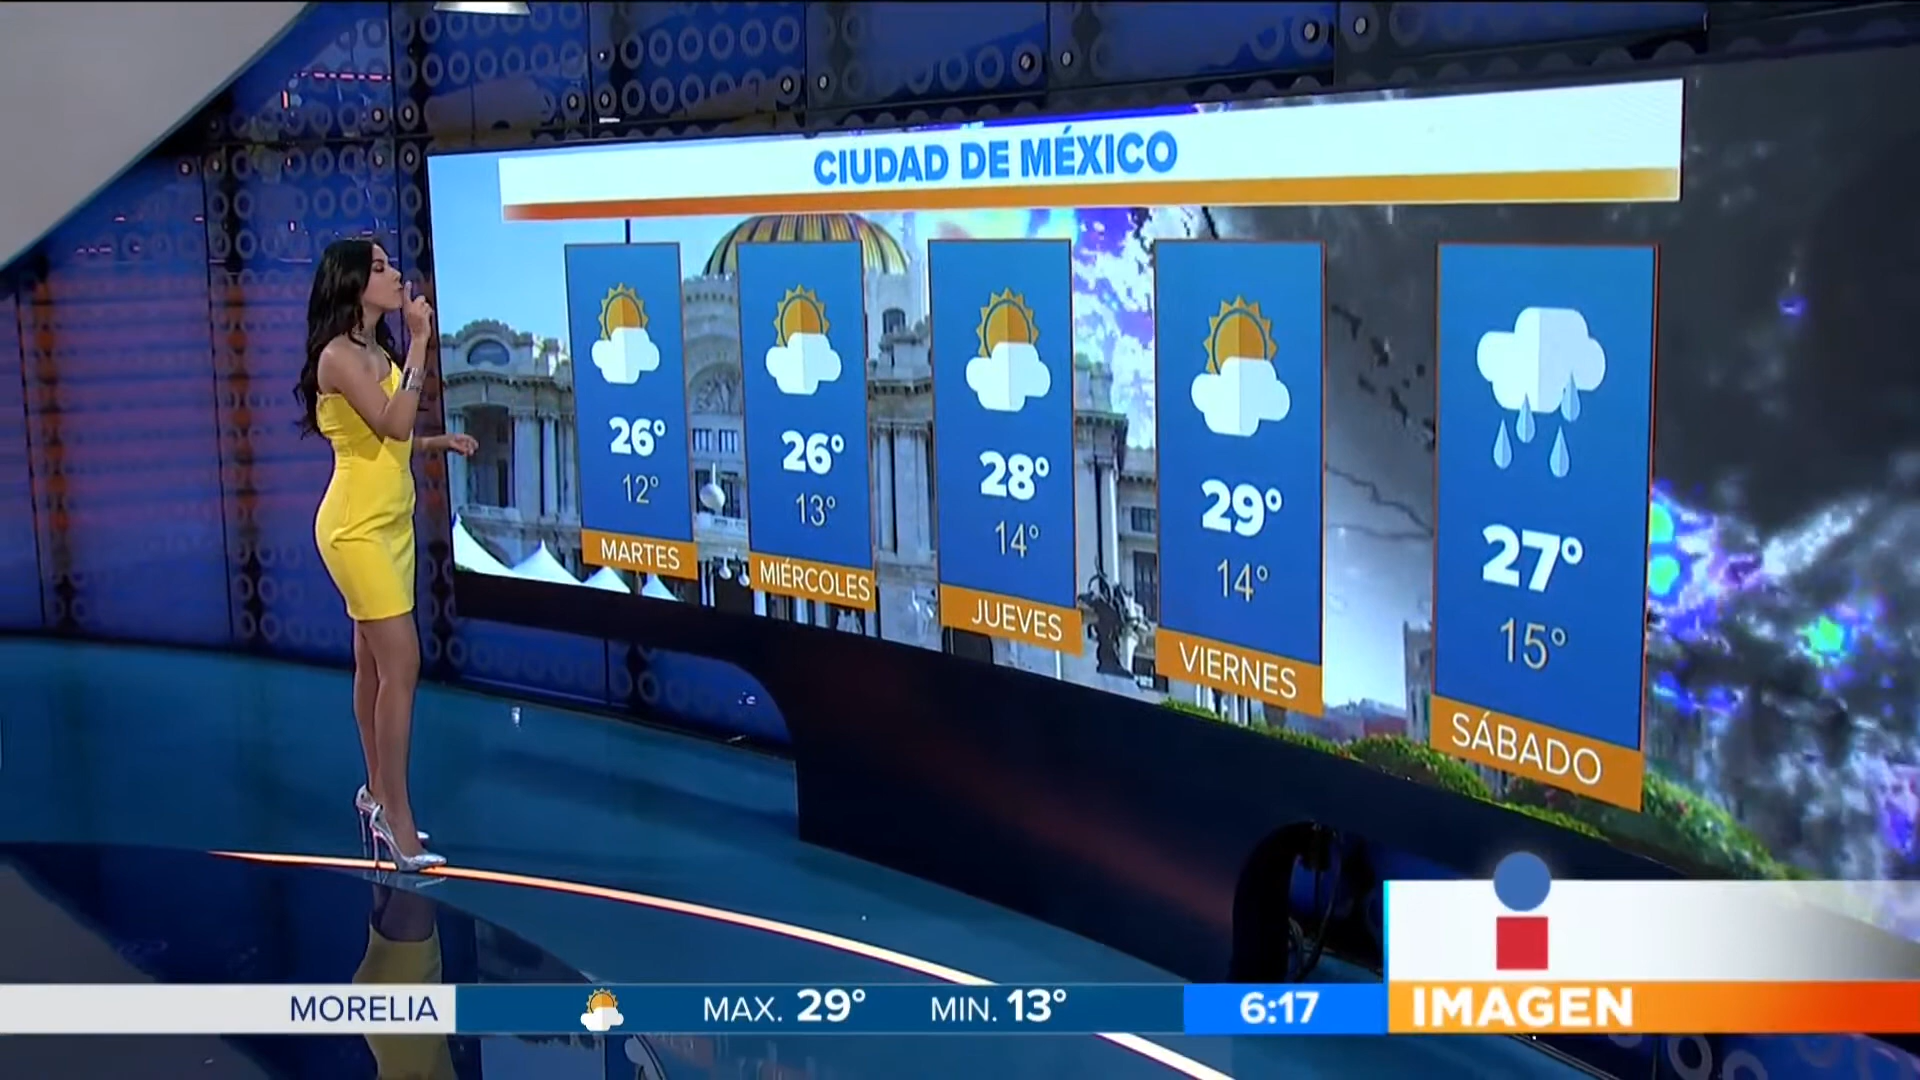 CIUDAD DE MÉXICO
26°
12°
MARTES
26°
13°
MIÉRCOLES
28°
14°
JUEVES
29°
14°
VIERNES
27°
15°
SÁBADO
MORELIA MAX. 29° MIN. 13° 6:17 IMAGEN